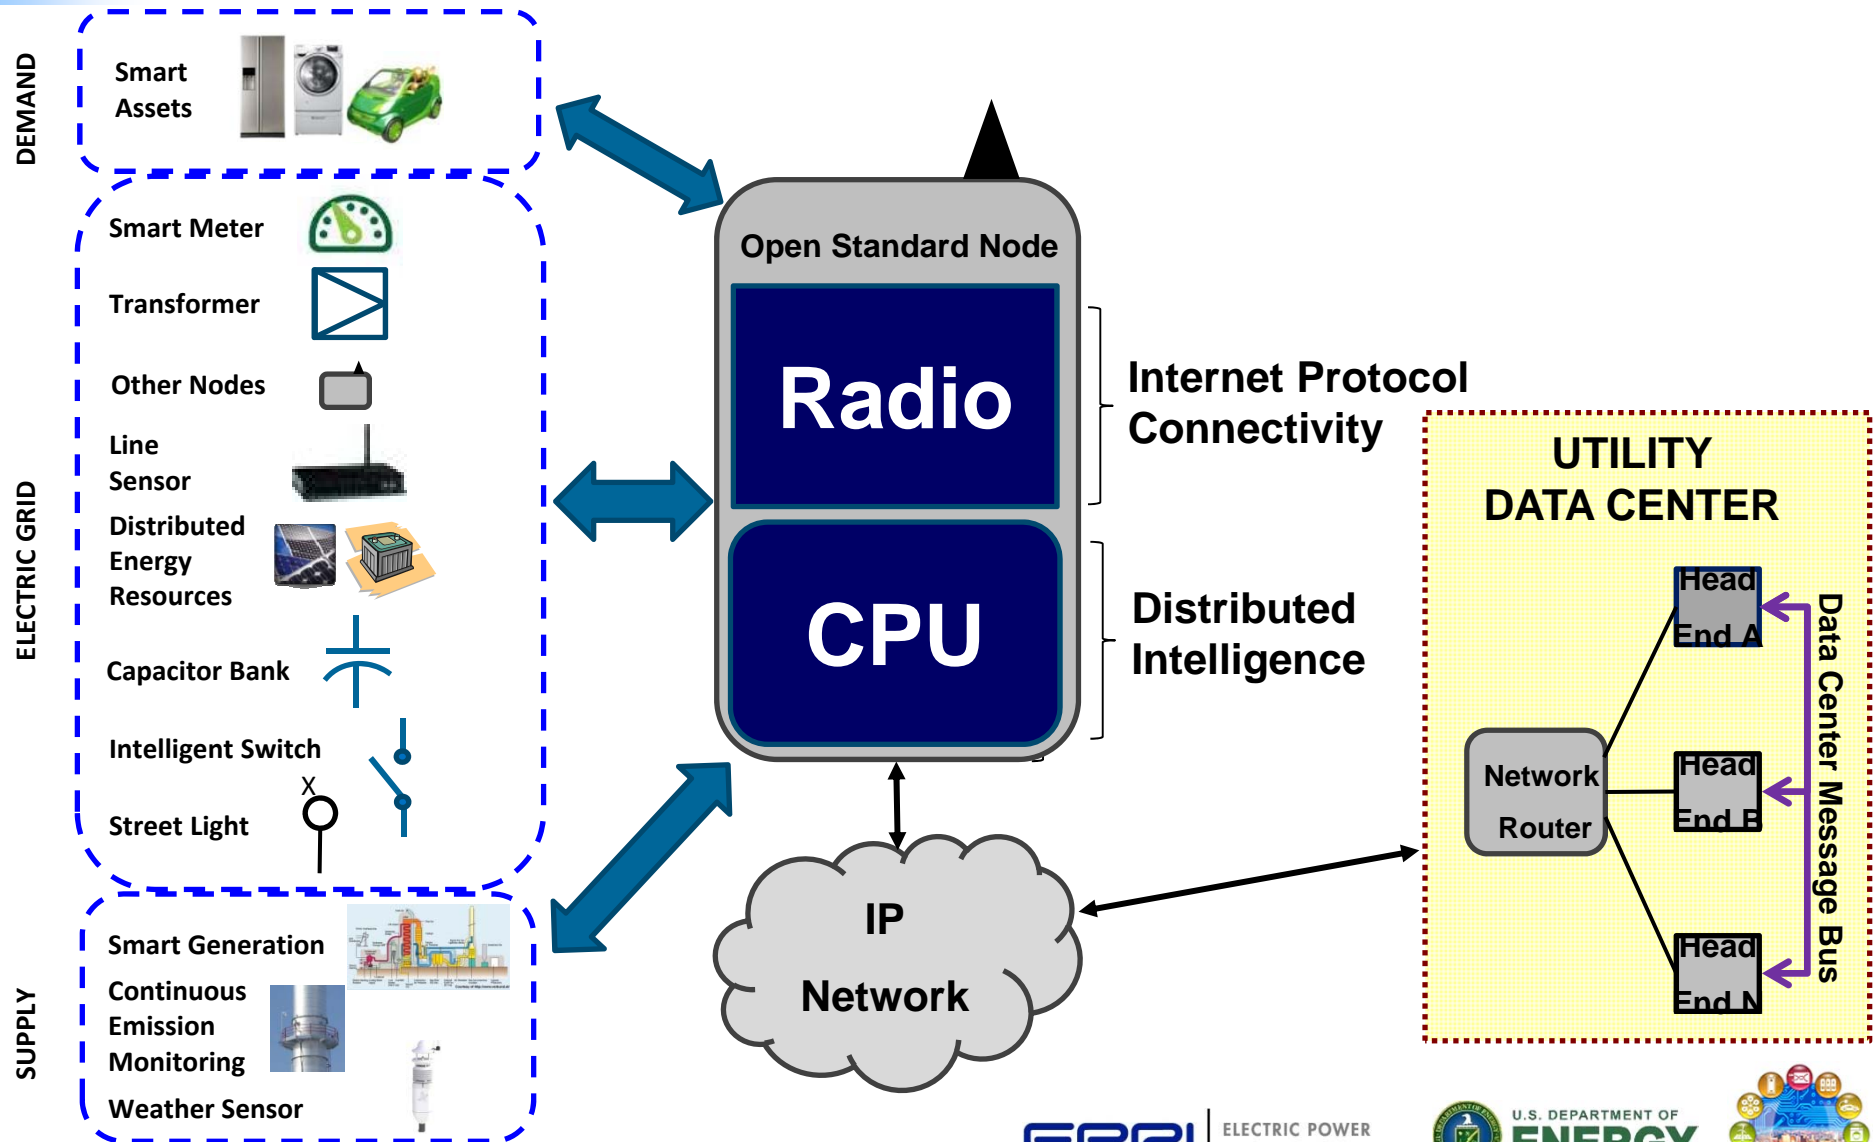 DEMAND
Smart
Assets
ELECTRIC GRID
Smart Meter
Transformer
Other Nodes
Line
Sensor
Distributed
Energy
Resources
Capacitor Bank
Intelligent Switch
X
Street Light
SUPPLY
Smart Generation
Continuous
Emission
Monitoring
Weather Sensor
Open Standard Node
Radio
CPU
Internet Protocol
Connectivity
Distributed
Intelligence
IP
Network
UTILITY
DATA CENTER
Network
Router
Head
End A
Head
End B
Head
End N
Data Center Message Bus
EPRI
ELECTRIC POWER
U.S. DEPARTMENT OF
ENERGY